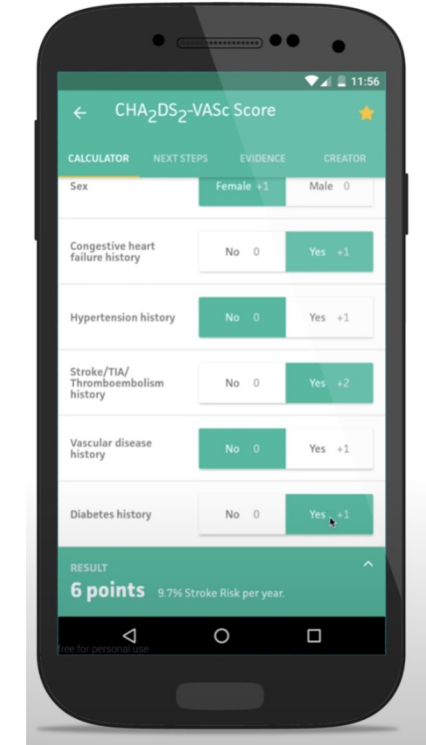 11:56
← CHA₂DS₂-VASc Score
CALCULATOR NEXT STEPS EVIDENCE CREATOR
Sex Female +1 Male 0
Congestive heart
failure history No 0 Yes +1
Hypertension history No 0 Yes +1
Stroke/TIA/
Thromboembolism
history No 0 Yes +2
Vascular disease
history No 0 Yes +1
Diabetes history No 0 Yes +1
RESULT
6 points 9.7% Stroke Risk per year.
free for personal use